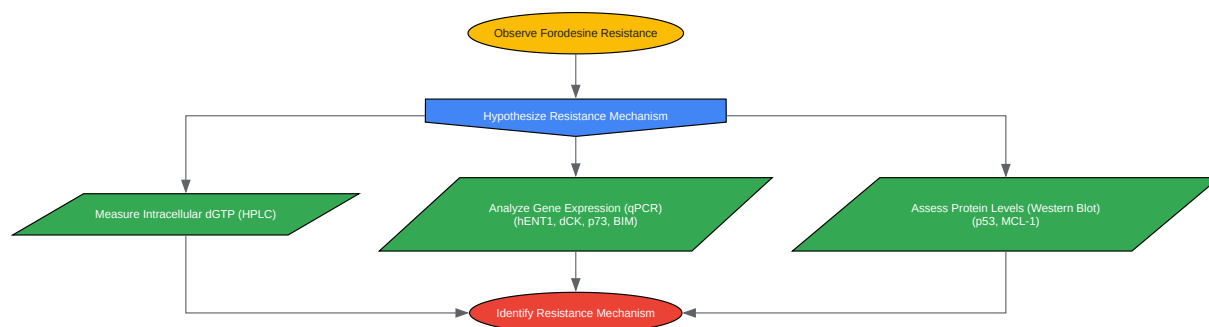 Observe Forodesine Resistance
Hypothesize Resistance Mechanism
Measure Intracellular dGTP (HPLC)
Analyze Gene Expression (qPCR)
(hENT1, dCK, p73, BIM)
Assess Protein Levels (Western Blot)
(p53, MCL-1)
Identify Resistance Mechanism